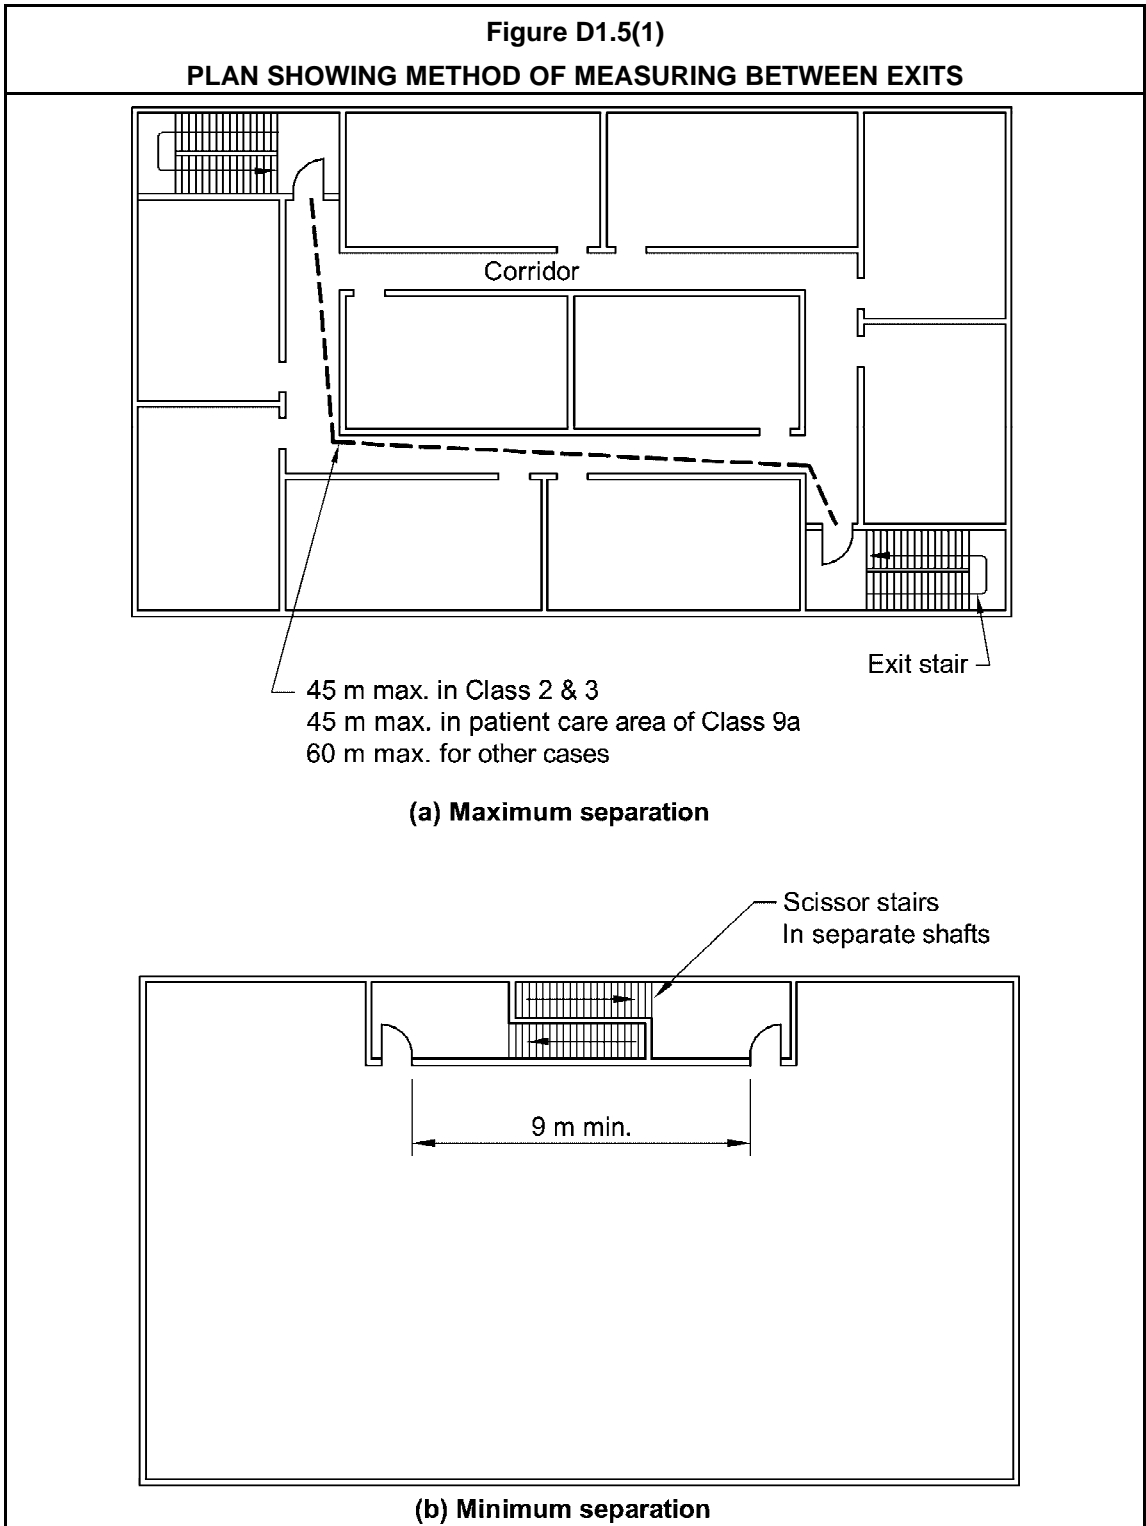 Figure D1.5(1)
PLAN SHOWING METHOD OF MEASURING BETWEEN EXITS
Corridor
Exit stair
45 m max. in Class 2 & 3
45 m max. in patient care area of Class 9a
60 m max. for other cases
(a) Maximum separation
Scissor stairs
In separate shafts
9 m min.
(b) Minimum separation